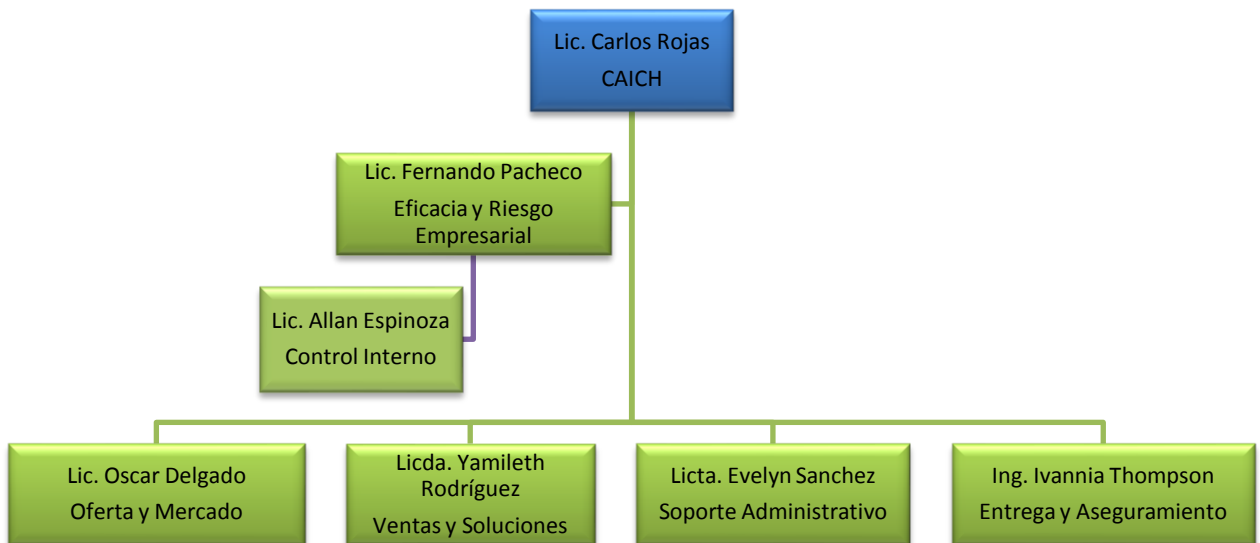 Lic. Carlos Rojas
CAICH
Lic. Fernando Pacheco
Eficacia y Riesgo
Empresarial
Lic. Allan Espinoza
Control Interno
Lic. Oscar Delgado
Oferta y Mercado
Licda. Yamileth
Rodríguez
Ventas y Soluciones
Licta. Evelyn Sanchez
Soporte Administrativo
Ing. Ivannia Thompson
Entrega y Aseguramiento